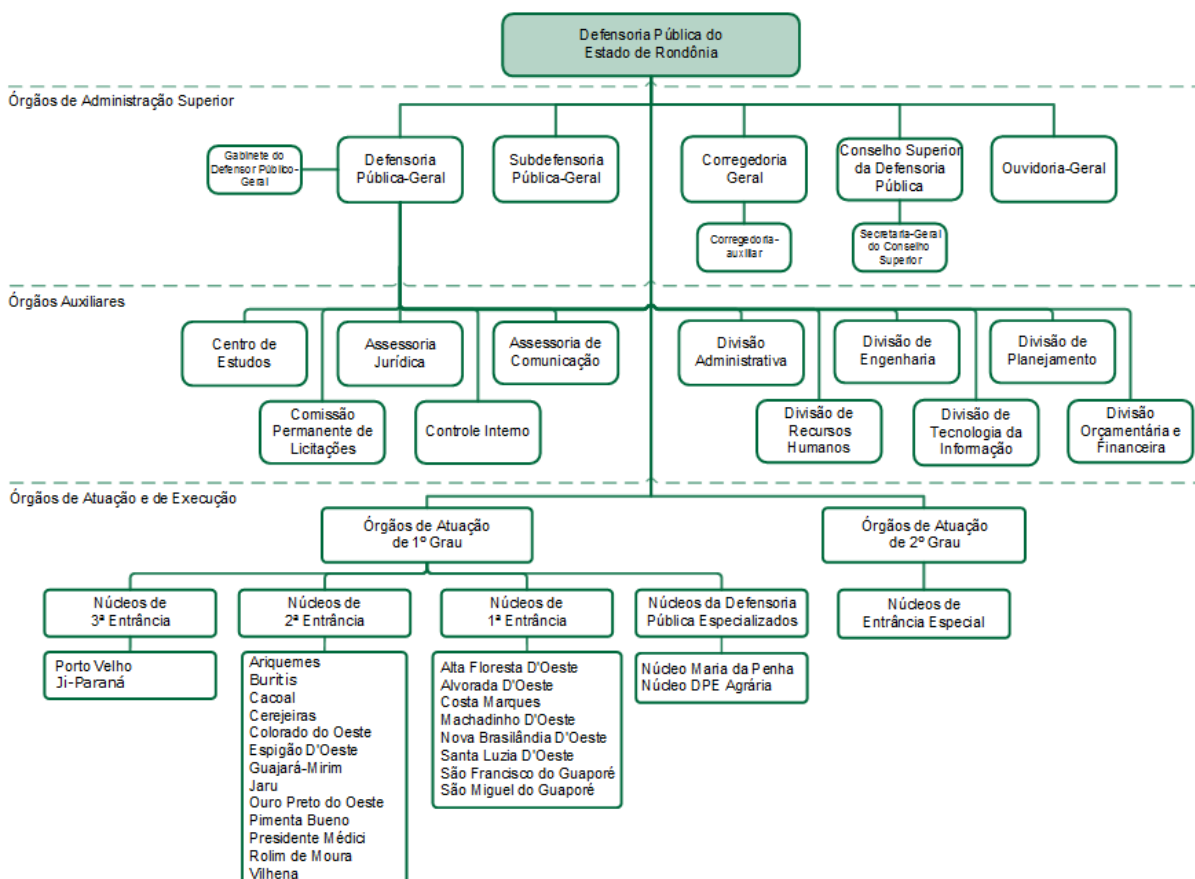 Defensoria Pública do
Estado de Rondônia
Órgãos de Administração Superior
Gabinete do
Defensor Público-
Geral
Defensoria
Pública-Geral
Subdefensoria
Pública-Geral
Corregedoria
Geral
Conselho Superior
da Defensoria
Pública
Ouvidoria-Geral
Corregedoria-
auxiliar
Secretaria-Geral
do Conselho
Superior
Órgãos Auxiliares
Centro de
Estudos
Assessoria
Jurídica
Assessoria de
Comunicação
Divisão
Administrativa
Divisão de
Engenharia
Divisão de
Planejamento
Comissão
Permanente de
Licitações
Controle Interno
Divisão de
Recursos
Humanos
Divisão de
Tecnologia da
Informação
Divisão
Orçamentária e
Financeira
Órgãos de Atuação e de Execução
Órgãos de Atuação
de 1º Grau
Órgãos de Atuação
de 2º Grau
Núcleos de
3ª Entrância
Núcleos de
2ª Entrância
Núcleos de
1ª Entrância
Núcleos da Defensoria
Pública Especializados
Núcleos de
Entrância Especial
Porto Velho
Ji-Paraná
Ariquemes
Buritis
Cacoal
Cerejeiras
Colorado do Oeste
Espigão D'Oeste
Guajará-Mirim
Jaru
Ouro Preto do Oeste
Pimenta Bueno
Presidente Médici
Rolim de Moura
Vilhena
Alta Floresta D'Oeste
Alvorada D'Oeste
Costa Marques
Machadinho D'Oeste
Nova Brasilândia D'Oeste
Santa Luzia D'Oeste
São Francisco do Guaporé
São Miguel do Guaporé
Núcleo Maria da Penha
Núcleo DPE Agrária